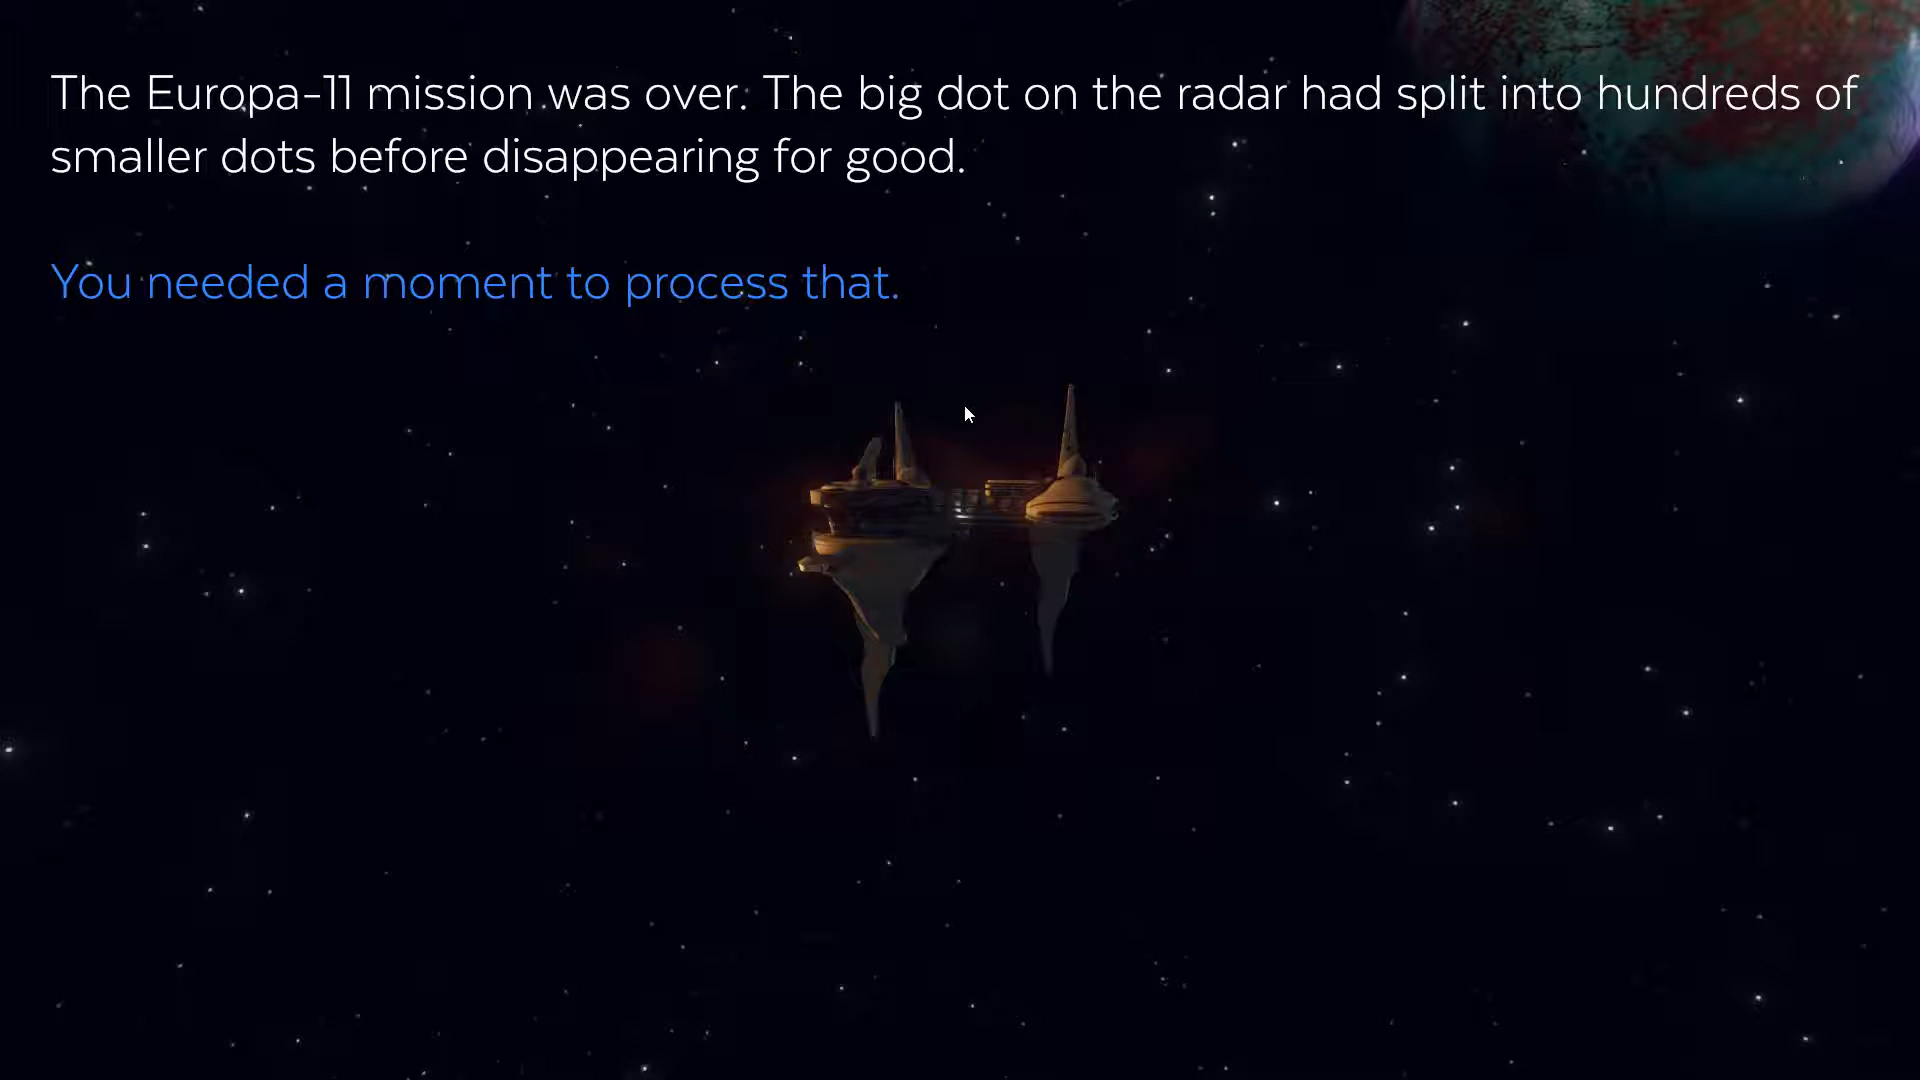 The Europa-11 mission was over. The big dot on the radar had split into hundreds of
smaller dots before disappearing for good.
You needed a moment to process that.